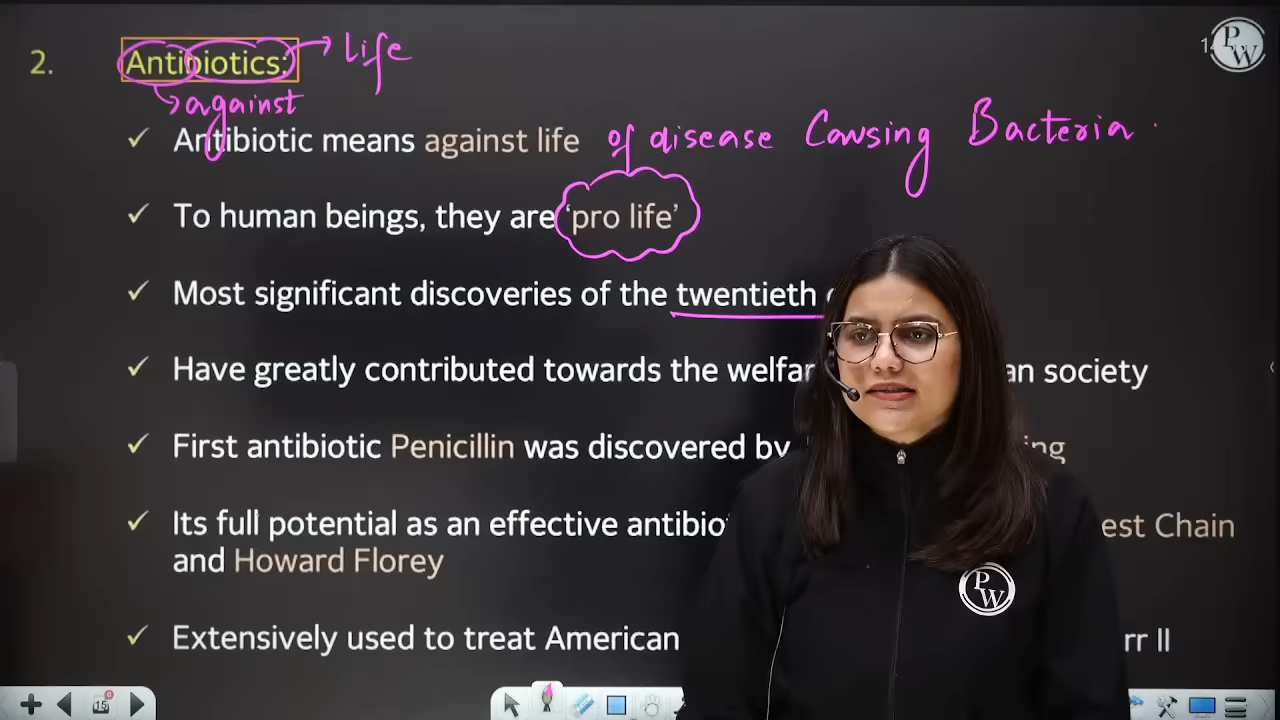 2. Antibiotics: → Life
↳ against
✓ Antibiotic means against life of disease Causing Bacteria.
✓ To human beings, they are ‘pro life’
✓ Most significant discoveries of the twentieth
✓ Have greatly contributed towards the welfar an society
✓ First antibiotic Penicillin was discovered by ng
✓ Its full potential as an effective antibio est Chain
and Howard Florey
✓ Extensively used to treat American rr II
PW
PW
15